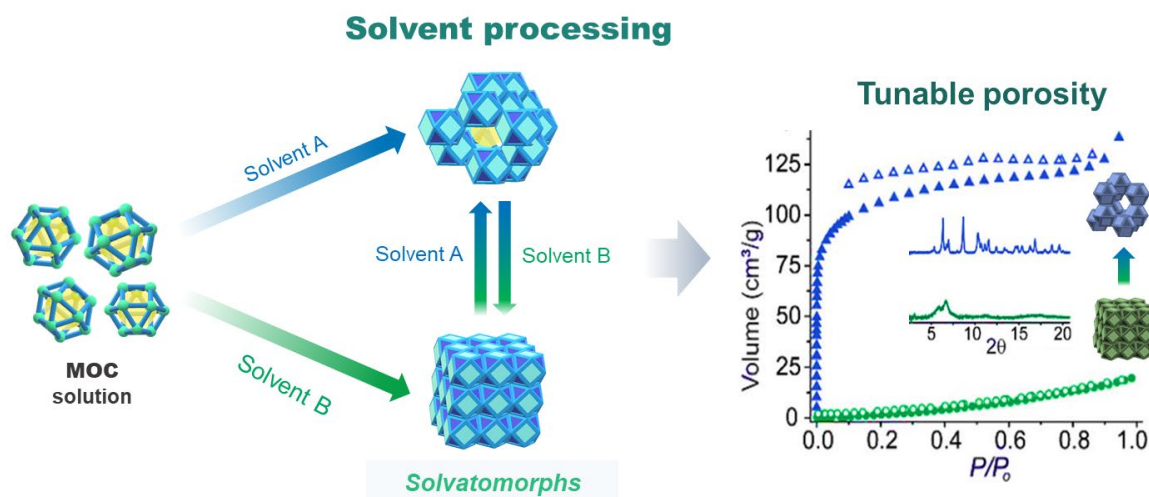 Solvent processing
Solvent A
Solvent A
Solvent B
Solvent B
MOC
solution
Solvatomorphs
Tunable porosity
Volume (cm³/g)
125
100
75
50
25
0
5 10 15 20
2θ
0.0 0.2 0.4 0.6 0.8 1.0
P/Pₒ